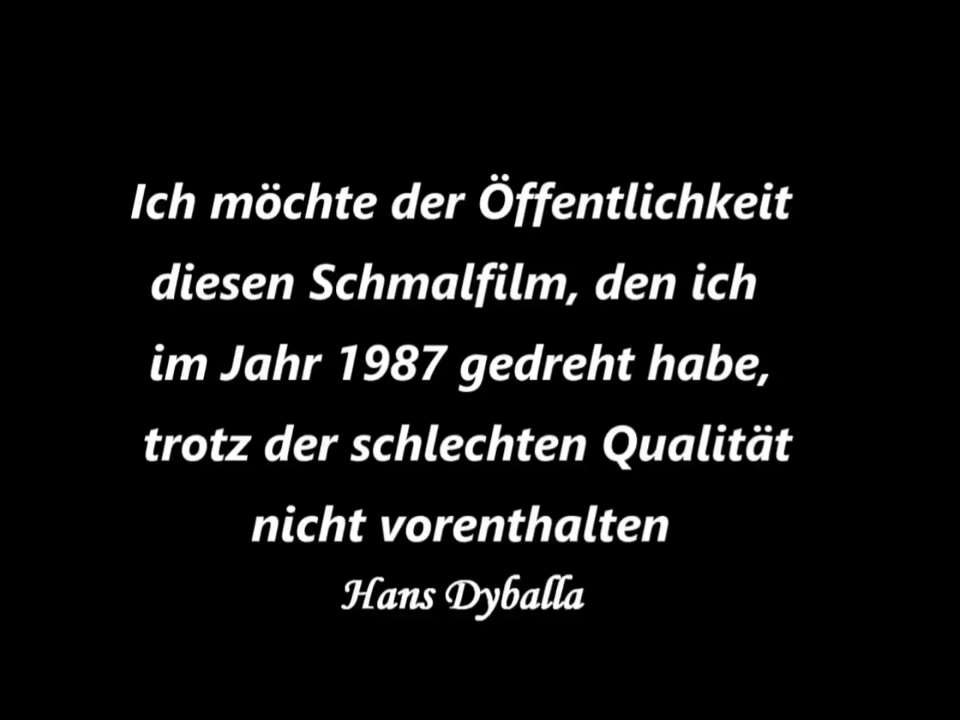 Ich möchte der Öffentlichkeit
diesen Schmalfilm, den ich
im Jahr 1987 gedreht habe,
trotz der schlechten Qualität
nicht vorenthalten
Hans Dyballa